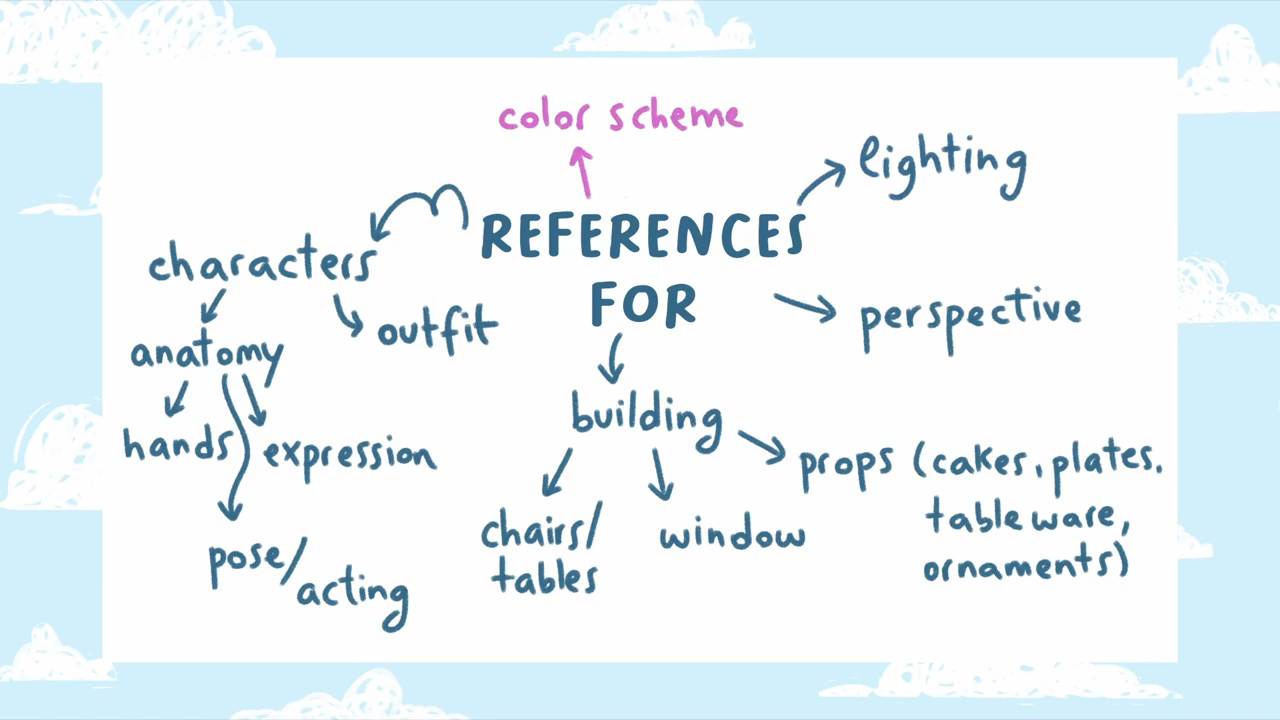 color scheme
lighting
REFERENCES
FOR
characters
outfit
perspective
anatomy
building
hands
expression
props (cakes, plates,
tableware,
ornaments)
chairs/
tables
window
pose/
acting